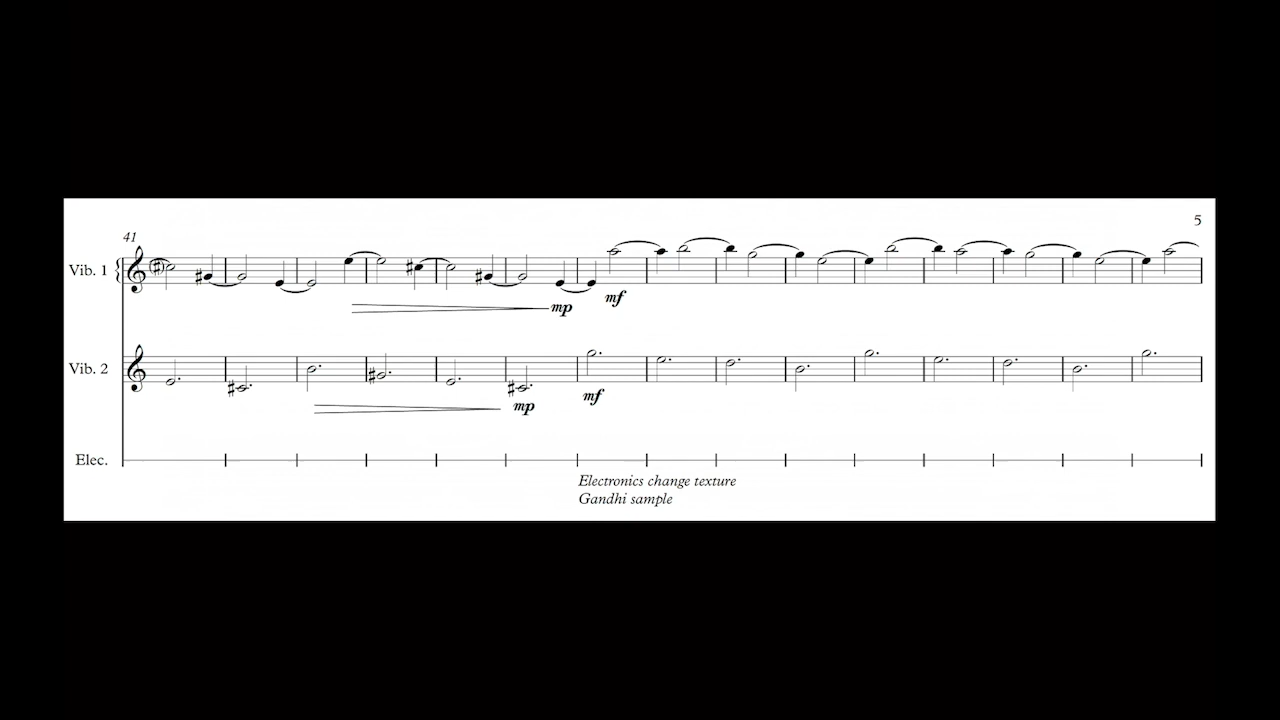 5
41
Vib. 1
mp
mf
Vib. 2
mp
mf
Elec.
Electronics change texture
Gandhi sample